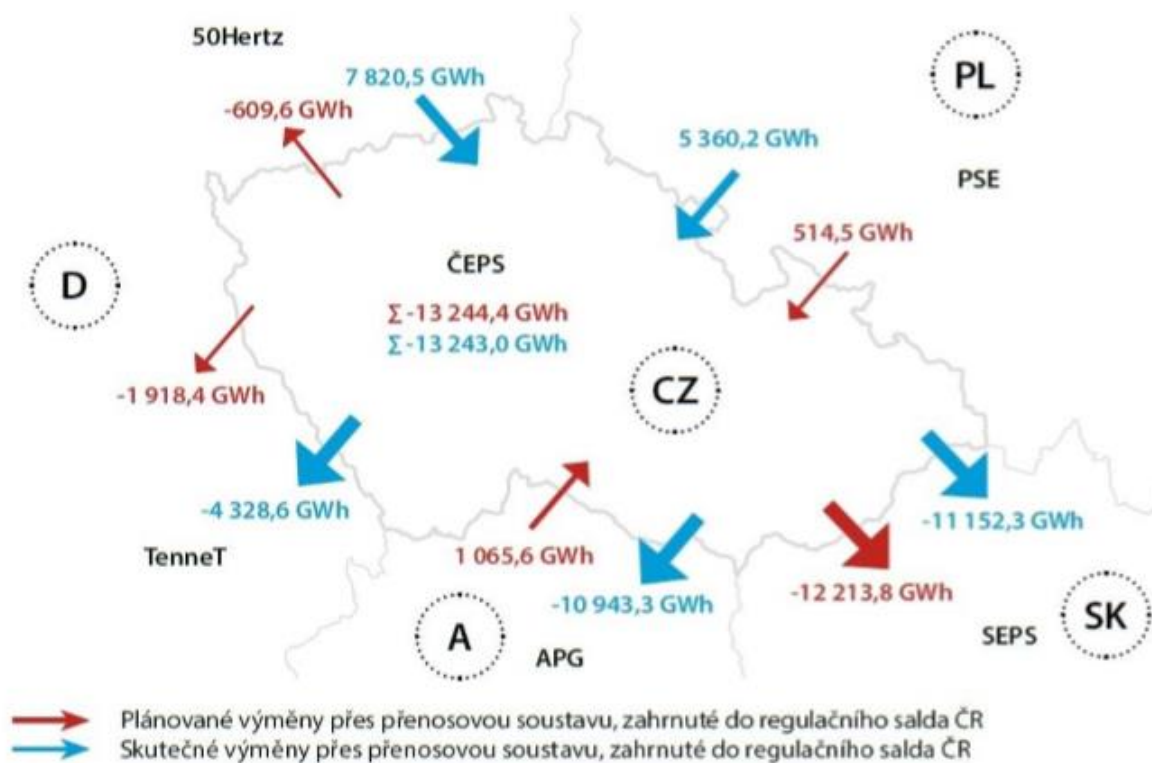 50Hertz
7 820,5 GWh
-609,6 GWh
PL
5 360,2 GWh
PSE
514,5 GWh
D
ČEPS
∑ -13 244,4 GWh
∑ -13 243,0 GWh
CZ
-1 918,4 GWh
-4 328,6 GWh
-11 152,3 GWh
TenneT
1 065,6 GWh
-10 943,3 GWh
-12 213,8 GWh
A
APG
SEPS
SK
Plánované výměny přes přenosovou soustavu, zahrnuté do regulačního salda ČR
Skutečné výměny přes přenosovou soustavu, zahrnuté do regulačního salda ČR